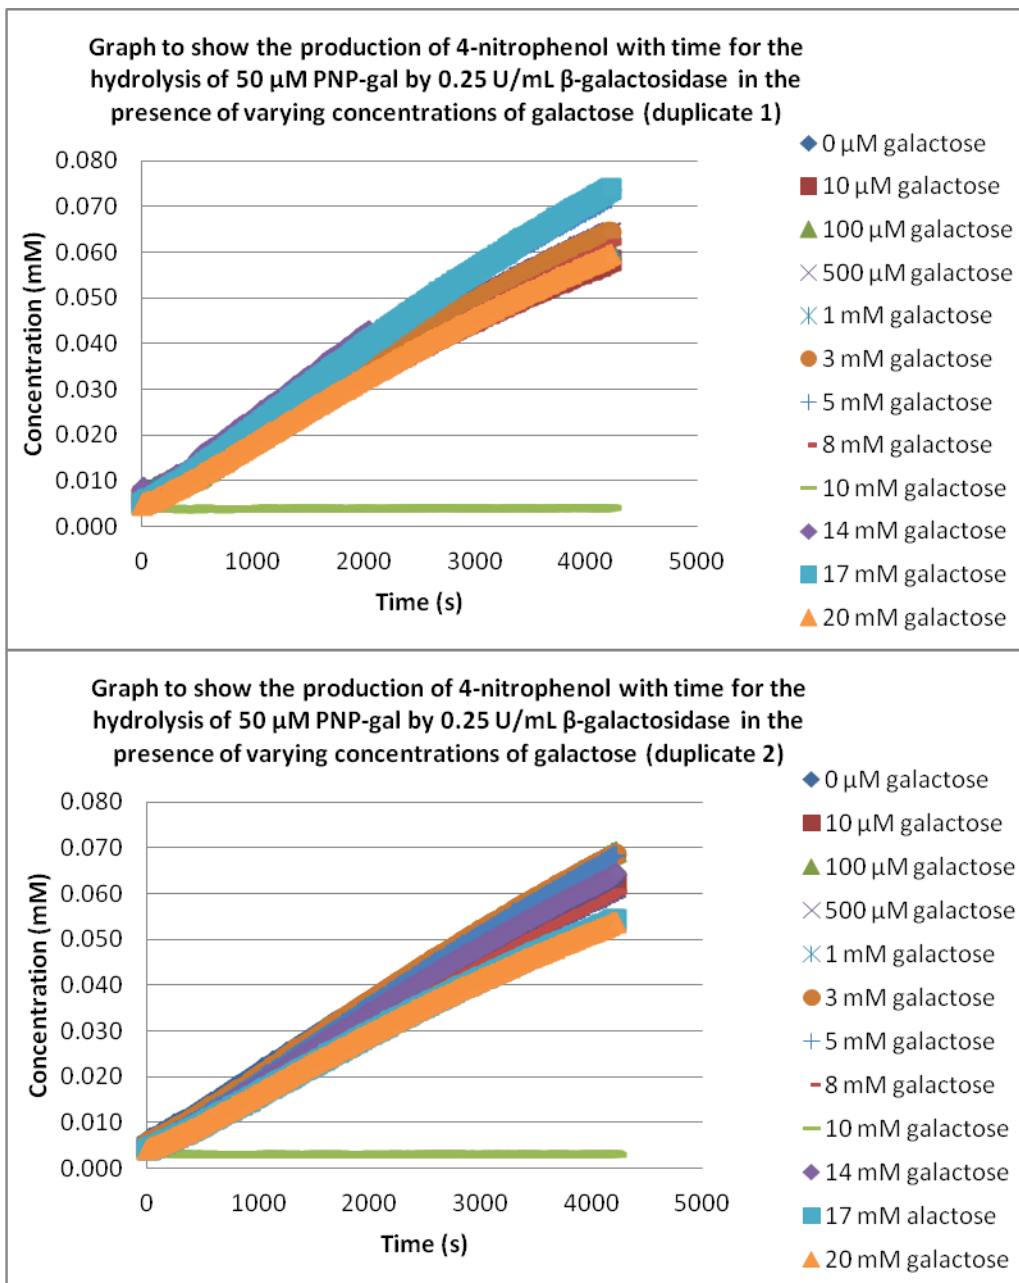 Graph to show the production of 4-nitrophenol with time for the
hydrolysis of 50 µM PNP-gal by 0.25 U/mL β-galactosidase in the
presence of varying concentrations of galactose (duplicate 1)
Concentration (mM)
0.080
0.070
0.060
0.050
0.040
0.030
0.020
0.010
0.000
0
1000
2000
3000
4000
5000
Time (s)
0 µM galactose
10 µM galactose
100 µM galactose
500 µM galactose
1 mM galactose
3 mM galactose
5 mM galactose
8 mM galactose
10 mM galactose
14 mM galactose
17 mM galactose
20 mM galactose
Graph to show the production of 4-nitrophenol with time for the
hydrolysis of 50 µM PNP-gal by 0.25 U/mL β-galactosidase in the
presence of varying concentrations of galactose (duplicate 2)
Concentration (mM)
0.080
0.070
0.060
0.050
0.040
0.030
0.020
0.010
0.000
0
1000
2000
3000
4000
5000
Time (s)
0 µM galactose
10 µM galactose
100 µM galactose
500 µM galactose
1 mM galactose
3 mM galactose
5 mM galactose
8 mM galactose
10 mM galactose
14 mM galactose
17 mM alactose
20 mM galactose